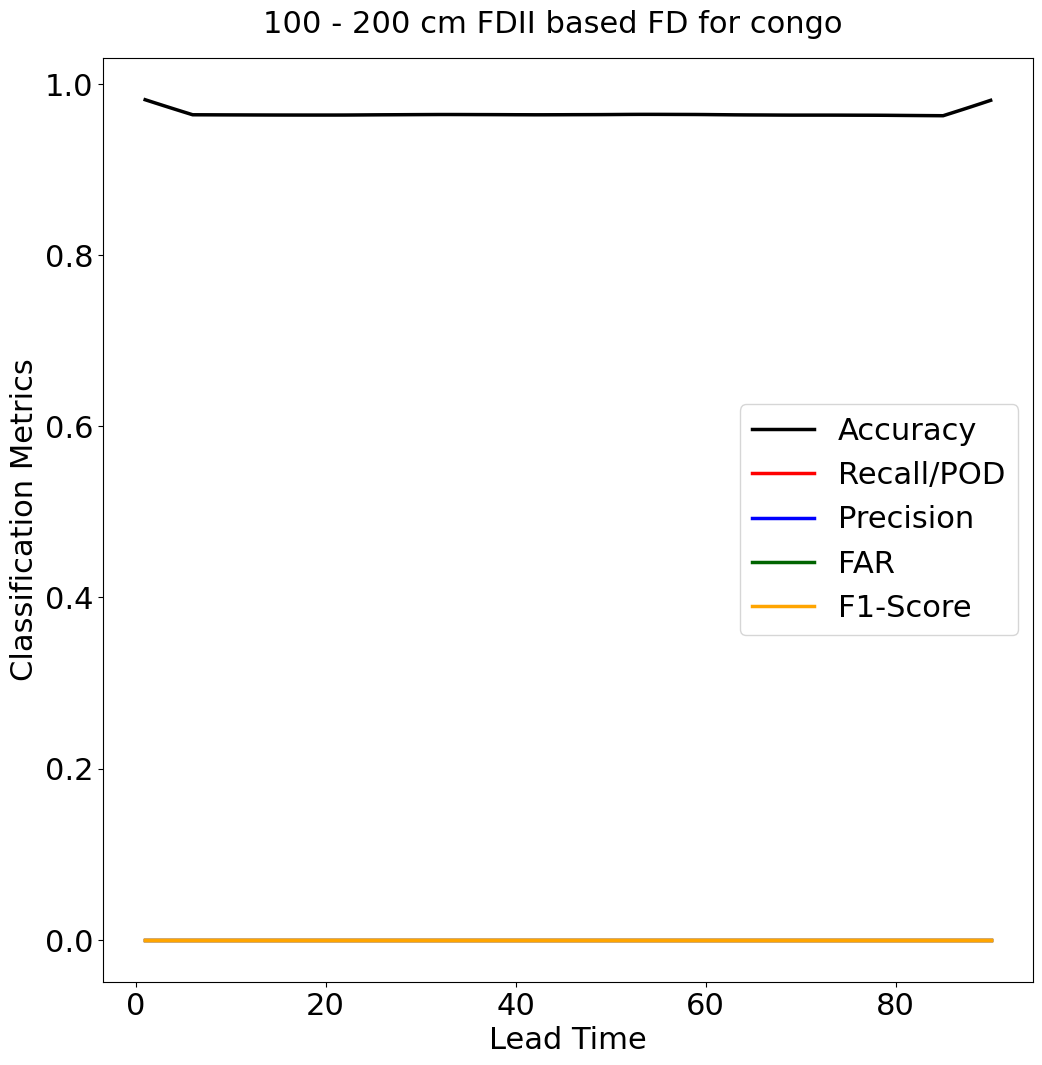 100 - 200 cm FDII based FD for congo
Classification Metrics
1.0
0.8
0.6
0.4
0.2
0.0
Accuracy
Recall/POD
Precision
FAR
F1-Score
0 20 40 60 80
Lead Time